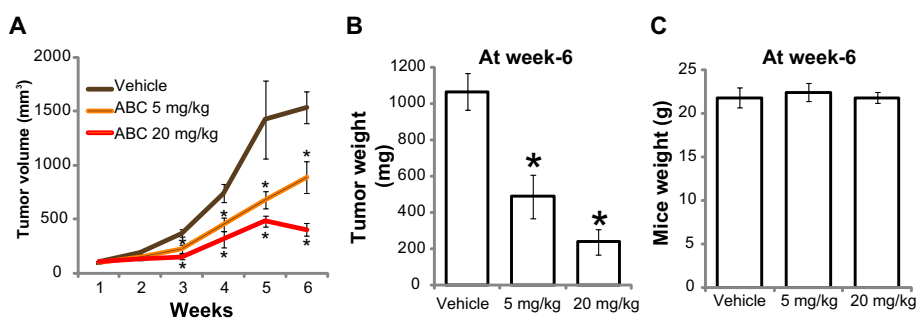 A
Tumor volume (mm³)
2000
1500
1000
500
0
Vehicle
ABC 5 mg/kg
ABC 20 mg/kg
*
*
*
*
*
*
*
*
1 2 3 4 5 6
Weeks
B
At week-6
Tumor weight
(mg)
1200
1000
800
600
400
200
0
*
*
Vehicle 5 mg/kg 20 mg/kg
C
At week-6
Mice weight (g)
25
20
15
10
5
0
Vehicle 5 mg/kg 20 mg/kg